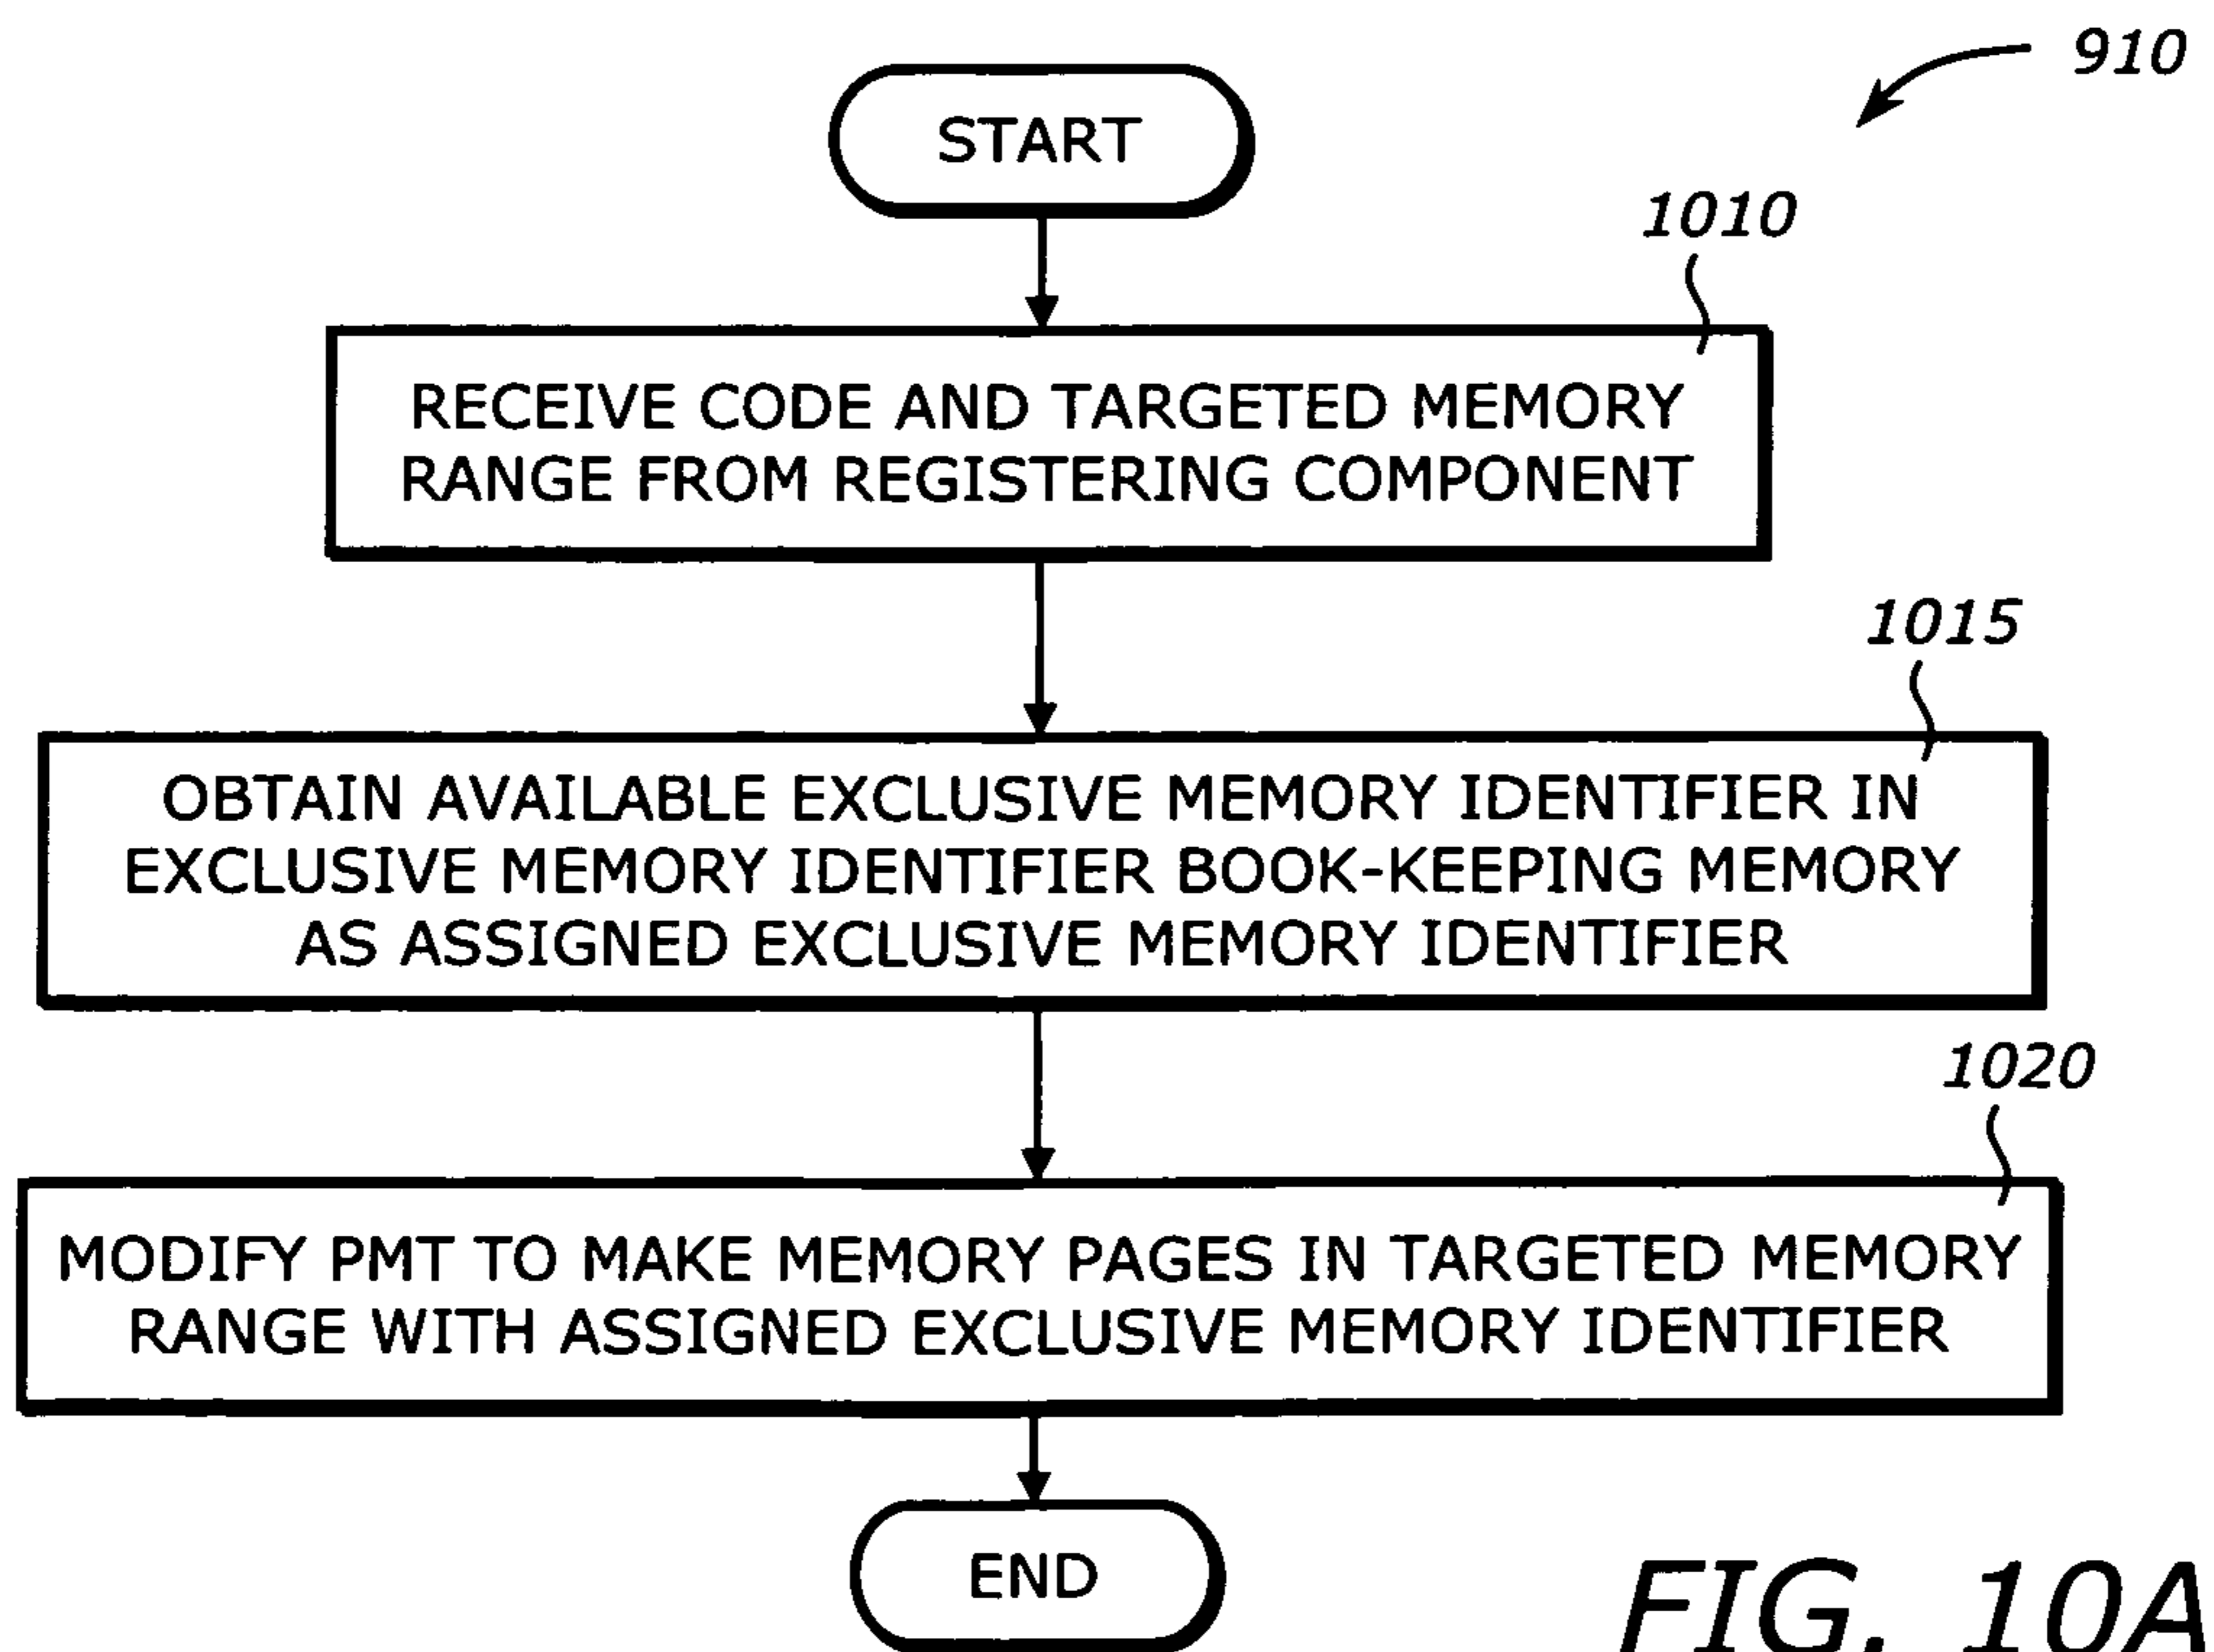 910
START
1010
RECEIVE CODE AND TARGETED MEMORY
RANGE FROM REGISTERING COMPONENT
1015
OBTAIN AVAILABLE EXCLUSIVE MEMORY IDENTIFIER IN
EXCLUSIVE MEMORY IDENTIFIER BOOK-KEEPING MEMORY
AS ASSIGNED EXCLUSIVE MEMORY IDENTIFIER
1020
MODIFY PMT TO MAKE MEMORY PAGES IN TARGETED MEMORY
RANGE WITH ASSIGNED EXCLUSIVE MEMORY IDENTIFIER
END
FIG. 10A